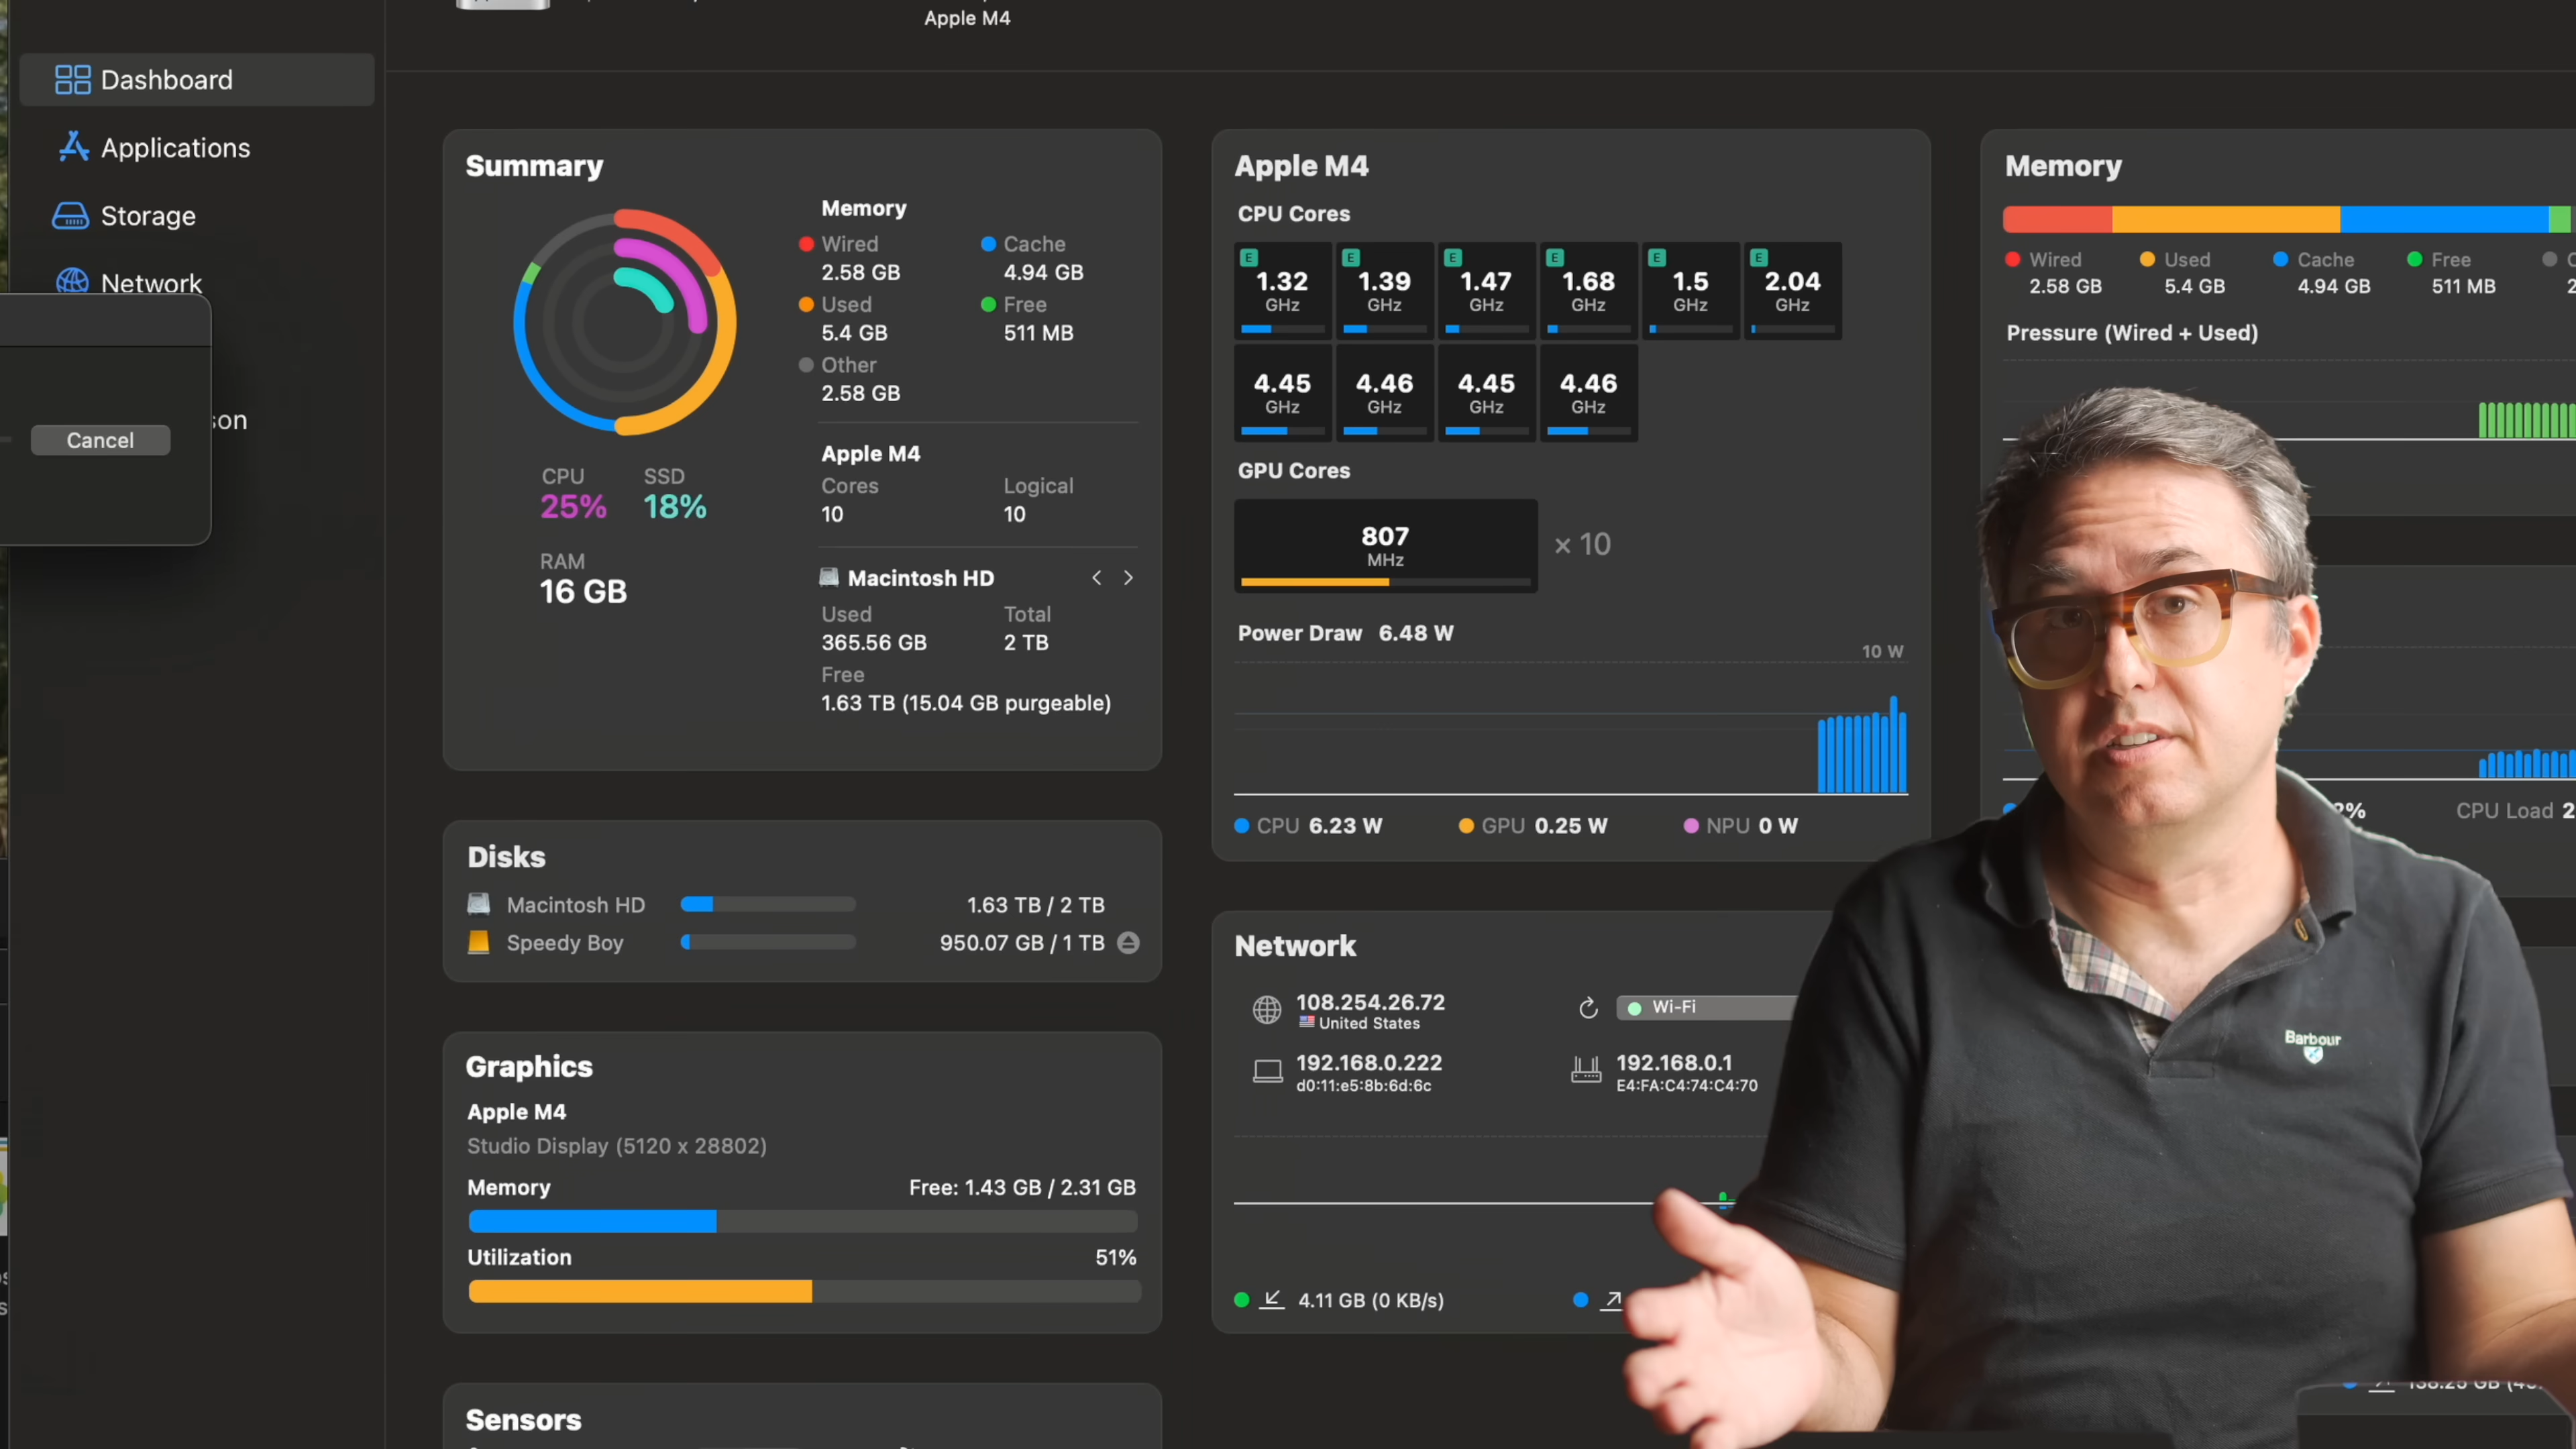 Apple M4
Dashboard
Applications
Storage
Network
son
Cancel
Summary
Memory
Wired
2.58 GB
Cache
4.94 GB
Used
5.4 GB
Free
511 MB
Other
2.58 GB
CPU
25%
SSD
18%
RAM
16 GB
Apple M4
Cores
10
Logical
10
Macintosh HD
Used
365.56 GB
Total
2 TB
Free
1.63 TB (15.04 GB purgeable)
Disks
Macintosh HD 1.63 TB / 2 TB
Speedy Boy 950.07 GB / 1 TB
Graphics
Apple M4
Studio Display (5120 x 28802)
Memory Free: 1.43 GB / 2.31 GB
Utilization 51%
Sensors
Apple M4
CPU Cores
E E E E E E
1.32 1.39 1.47 1.68 1.5 2.04
GHz GHz GHz GHz GHz GHz
4.45 4.46 4.45 4.46
GHz GHz GHz GHz
GPU Cores
807
MHz
× 10
Power Draw 6.48 W
10 W
CPU 6.23 W GPU 0.25 W NPU 0 W
Network
108.254.26.72
United States
Wi-Fi
192.168.0.222
d0:11:e5:8b:6d:6c
192.168.0.1
E4:FA:C4:74:C4:70
4.11 GB (0 KB/s)
Memory
Wired Used Cache Free
2.58 GB 5.4 GB 4.94 GB 511 MB
Pressure (Wired + Used)
2% CPU Load 2
Barbour